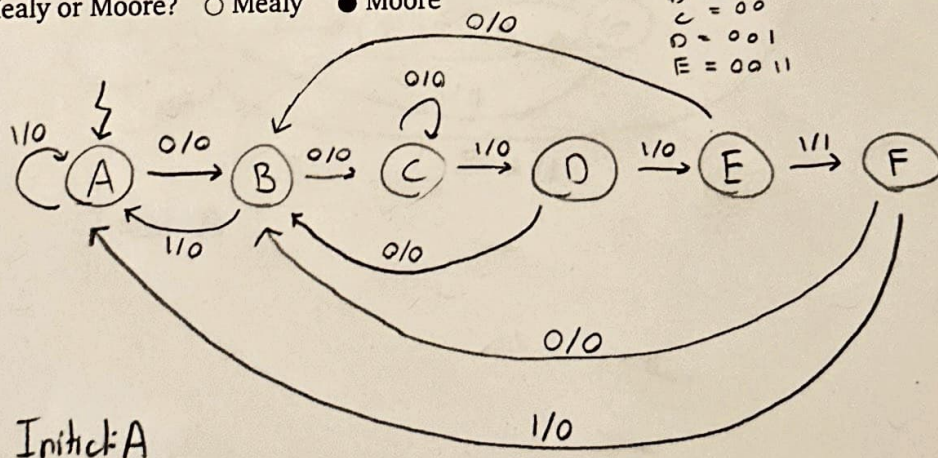 ealy or Moore? ○ Mealy ● Moore
C = 00
D = 001
E = 0011
0/0
0/0
1/0
0/0
0/0
1/0
1/0
1/1
A
B
C
D
E
F
1/0
0/0
0/0
1/0
Initial: A